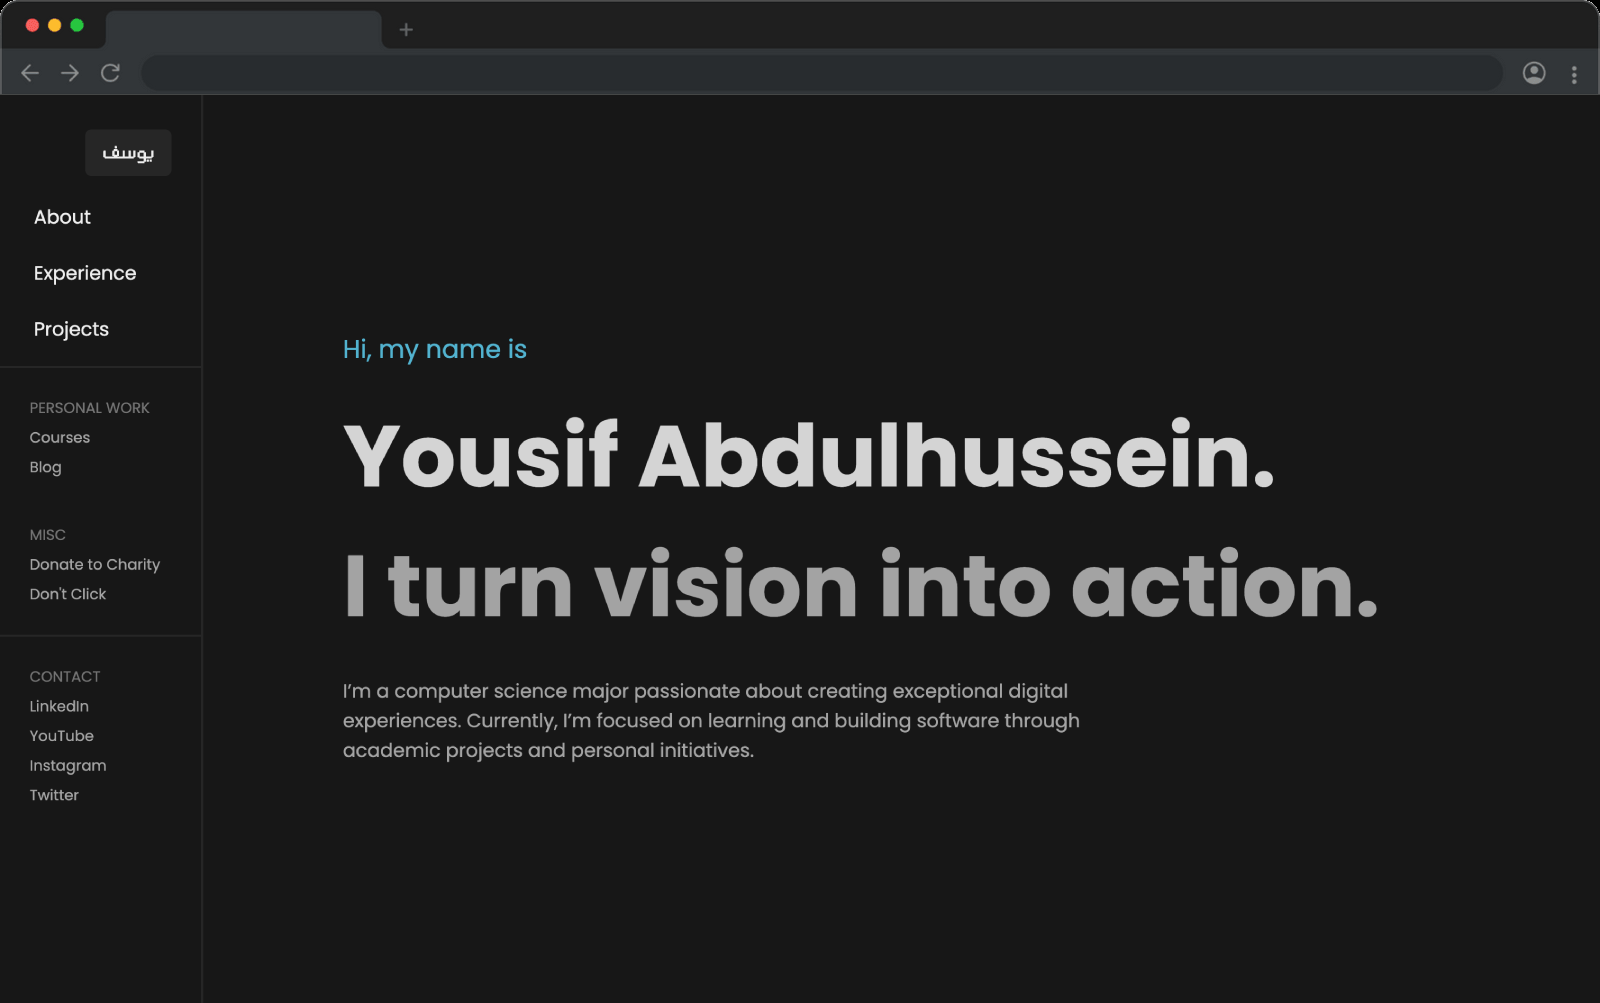 يوسف
About
Experience
Projects
PERSONAL WORK
Courses
Blog
MISC
Donate to Charity
Don't Click
CONTACT
LinkedIn
YouTube
Instagram
Twitter
Hi, my name is
Yousif Abdulhussein.
I turn vision into action.
I’m a computer science major passionate about creating exceptional digital
experiences. Currently, I’m focused on learning and building software through
academic projects and personal initiatives.